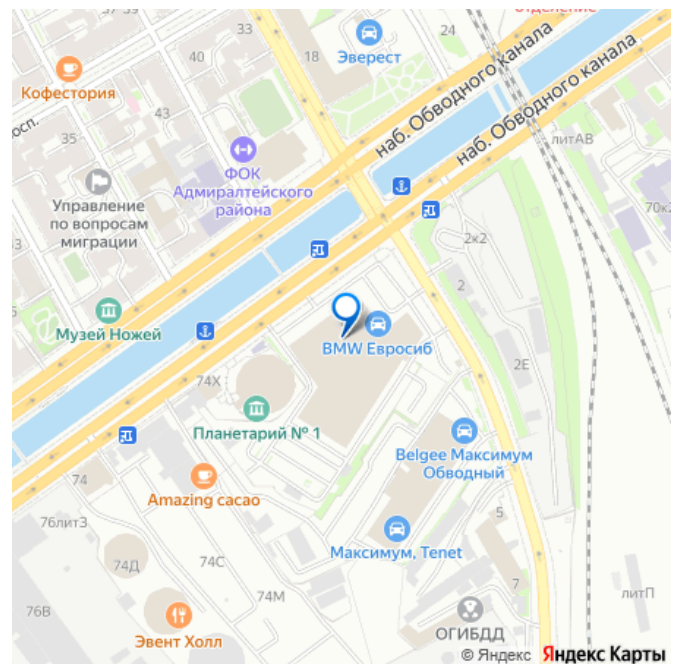 37-39
отделение
33
18
24
40
Эверест
Кофестория
43
наб. Обводного канала
наб. Обводного канала
осп.
35
литАВ
ФОК
Адмиралтейского
района
Управление
по вопросам
миграции
70к2
2к2
2
Музей Ножей
BMW Евросиб
2Е
74Х
Планетарий № 1
Belgee Максимум
Обводный
74
Amazing cacao
76литЗ
5
Максимум, Tenet
74Д
74С
7
76В
74М
литП
Эвент Холл
ОГИБДД
© Яндекс Яндекс Карты